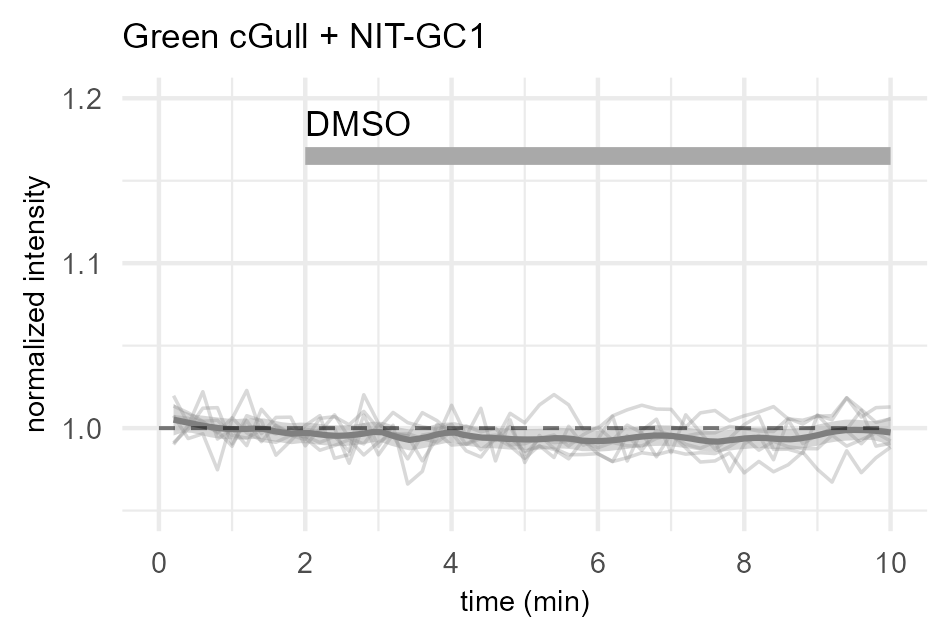 Green cGull + NIT-GC1
1.2
DMSO
1.1
1.0
normalized intensity
0 2 4 6 8 10
time (min)